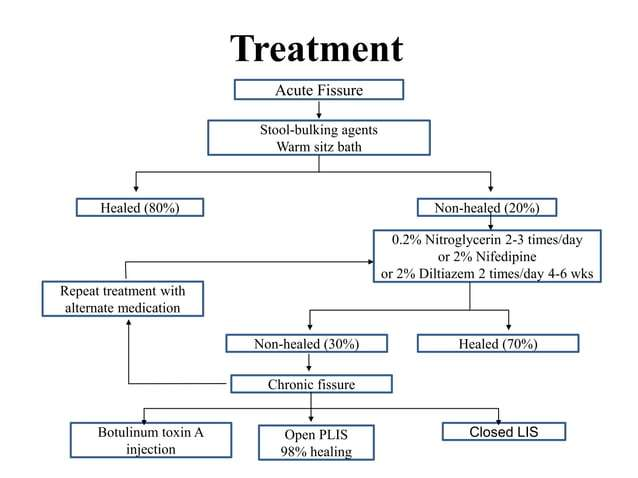 Treatment
Acute Fissure
Stool-bulking agents
Warm sitz bath
Healed (80%)
Non-healed (20%)
0.2% Nitroglycerin 2-3 times/day
or 2% Nifedipine
or 2% Diltiazem 2 times/day 4-6 wks
Repeat treatment with
alternate medication
Non-healed (30%)
Healed (70%)
Chronic fissure
Botulinum toxin A
injection
Open PLIS
98% healing
Closed LIS